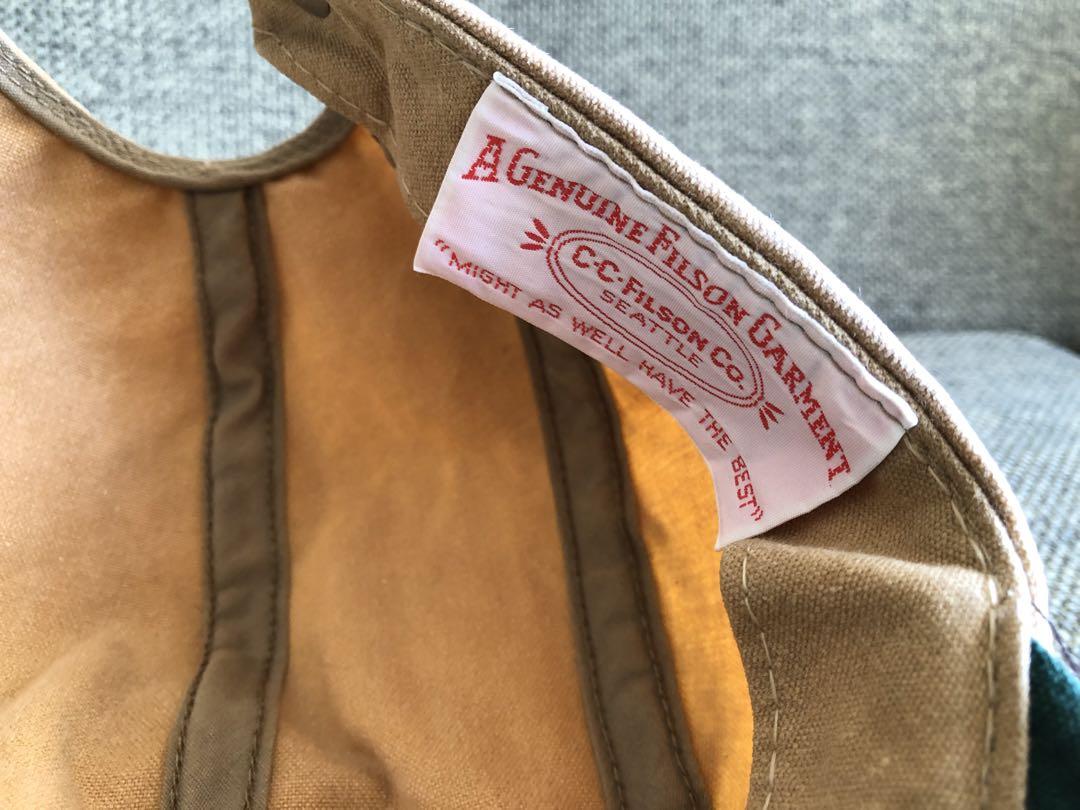 A GENUINE FILSON GARMENT
C·C·FILSON CO.
SEATTLE
"MIGHT AS WELL HAVE THE BEST"